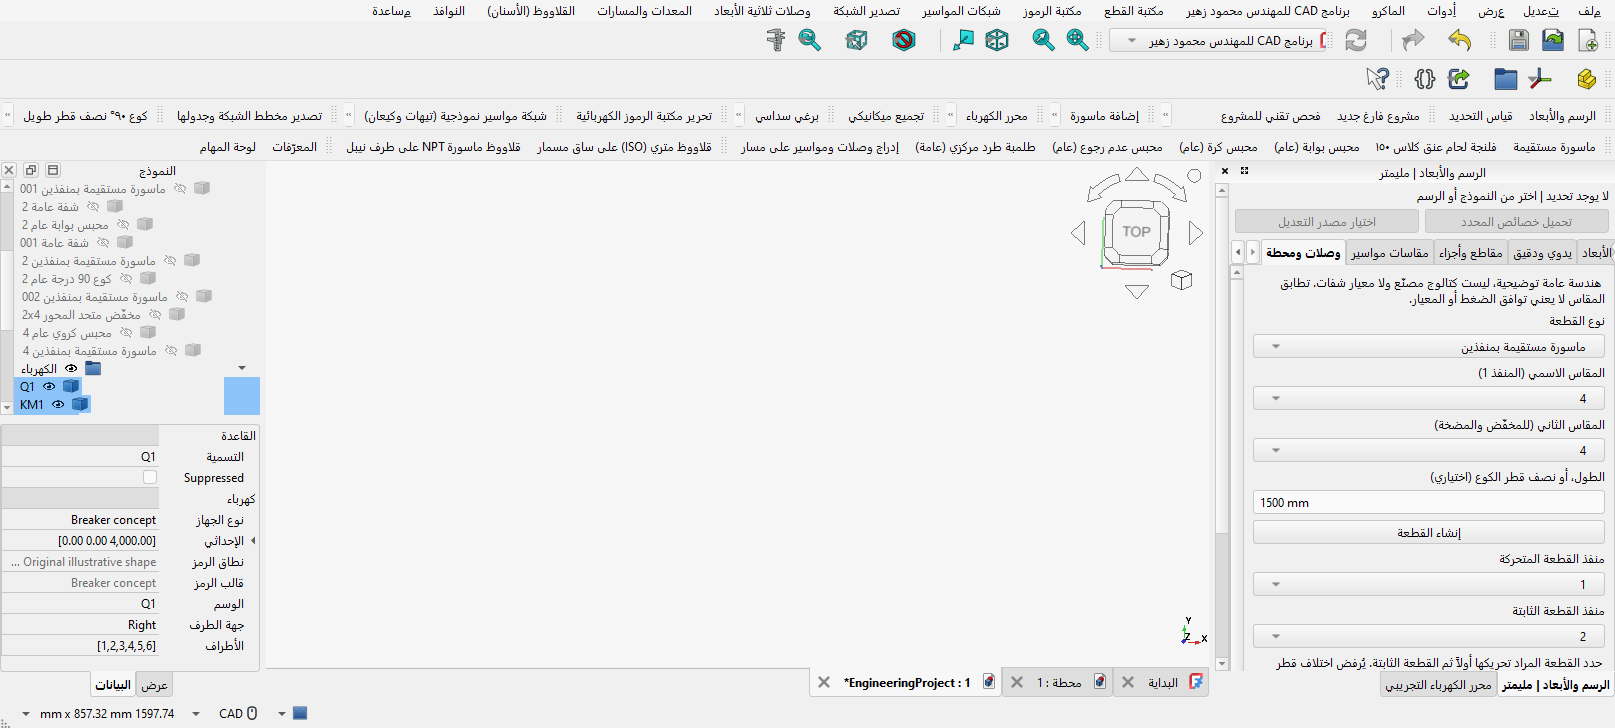 ملف عرض تعديل أدوات الماكرو برنامج CAD للمهندس محمود زهير مكتبة القطع مكتبة الرموز شبكات المواسير تصدير الشبكة وصلات ثلاثية الأبعاد المعدات والمسارات القلاووظ (الأسنان) النوافذ مساعدة
برنامج CAD للمهندس محمود زهير
الرسم والأبعاد قياس التحديد مشروع فارغ جديد فحص تقني للمشروع إضافة ماسورة محرر الكهرباء تجميع ميكانيكي برغي سداسي تحرير مكتبة الرموز الكهربائية شبكة مواسير نموذجية (تيهات وكيعان) تصدير مخطط الشبكة وجدولها كوع ٩٠° نصف قطر طويل
ماسورة مستقيمة فلنجة لحام عنق كلاس ١٥٠ محبس بوابة (عام) محبس كرة (عام) محبس عدم رجوع (عام) طلمبة طرد مركزي (عامة) إدراج وصلات ومواسير على مسار قلاووظ متري (ISO) على ساق مسمار قلاووظ ماسورة NPT على طرف نيبل المعرّفات لوحة المهام
الرسم والأبعاد | مليمتر
لا يوجد تحديد | اختر من النموذج أو الرسم
تحميل خصائص المحدد اختيار مصدر التعديل
الأبعاد يدوي ودقيق مقاطع وأجزاء مقاسات مواسير وصلات ومحطة
هندسة عامة توضيحية، ليست كتالوج مصنّع ولا معيار شفات. تطابق
المقاس لا يعني توافق الضغط أو المعيار.
نوع القطعة
ماسورة مستقيمة بمنفذين
المقاس الاسمي (المنفذ 1)
4
المقاس الثاني (للمخفّض والمضخة)
4
الطول، أو نصف قطر الكوع (اختياري)
1500 mm
إنشاء القطعة
منفذ القطعة المتحركة
1
منفذ القطعة الثابتة
2
حدد القطعة المراد تحريكها أولاً ثم القطعة الثابتة. يُرفض اختلاف قطر
الرسم والأبعاد | مليمتر محرر الكهرباء التجريبي
TOP
Y
Z X
البداية محطة : 1 EngineeringProject : 1*
النموذج
ماسورة مستقيمة بمنفذين 001
شفة عامة 2
محبس بوابة عام 2
شفة عامة 001
ماسورة مستقيمة بمنفذين 2
كوع 90 درجة عام 2
ماسورة مستقيمة بمنفذين 002
مخفّض متحد المحور 2x4
محبس كروي عام 4
ماسورة مستقيمة بمنفذين 4
الكهرباء
Q1
KM1
القاعدة
التسمية Q1
Suppressed
كهرباء
نوع الجهاز Breaker concept
الإحداثي [0.00 0.00 4,000.00]
نطاق الرمز Original illustrative shape ...
قالب الرمز Breaker concept
الوسم Q1
جهة الطرف Right
الأطراف [1,2,3,4,5,6]
عرض البيانات
CAD mm x 857.32 mm 1597.74